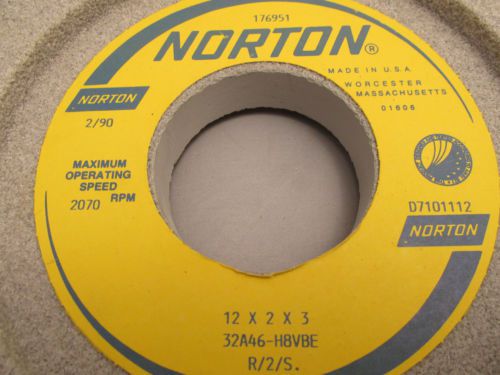 176951
NORTON®
MADE IN U.S.A.
WORCESTER
MASSACHUSETTS
01606
NORTON
2/90
MAXIMUM
OPERATING
SPEED
2070 RPM
D7101112
NORTON
12 X 2 X 3
32A46-H8VBE
R/2/S.